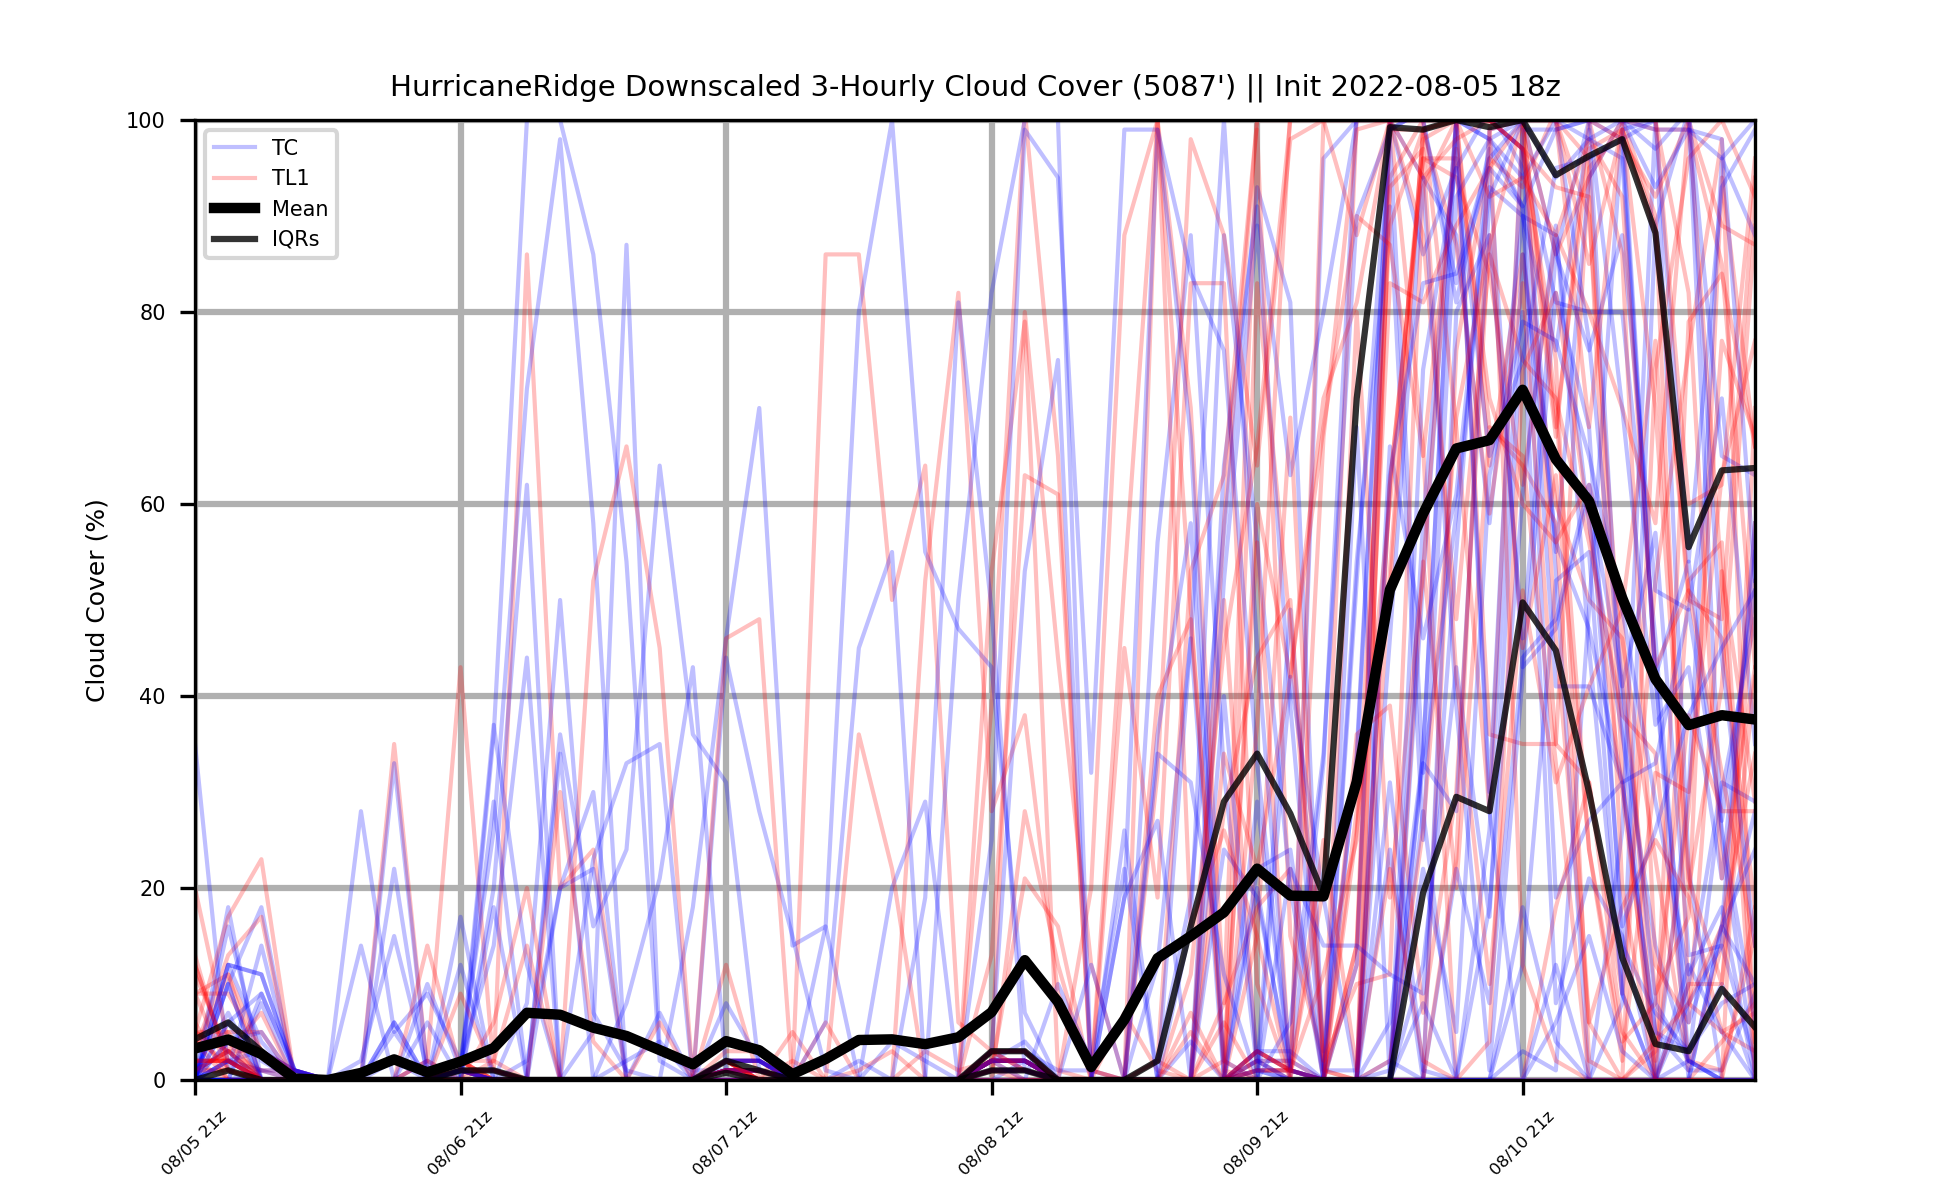 HurricaneRidge Downscaled 3-Hourly Cloud Cover (5087') || Init 2022-08-05 18z
TC
TL1
Mean
IQRs
Cloud Cover (%)
100
80
60
40
20
0
08/05 21z
08/06 21z
08/07 21z
08/08 21z
08/09 21z
08/10 21z